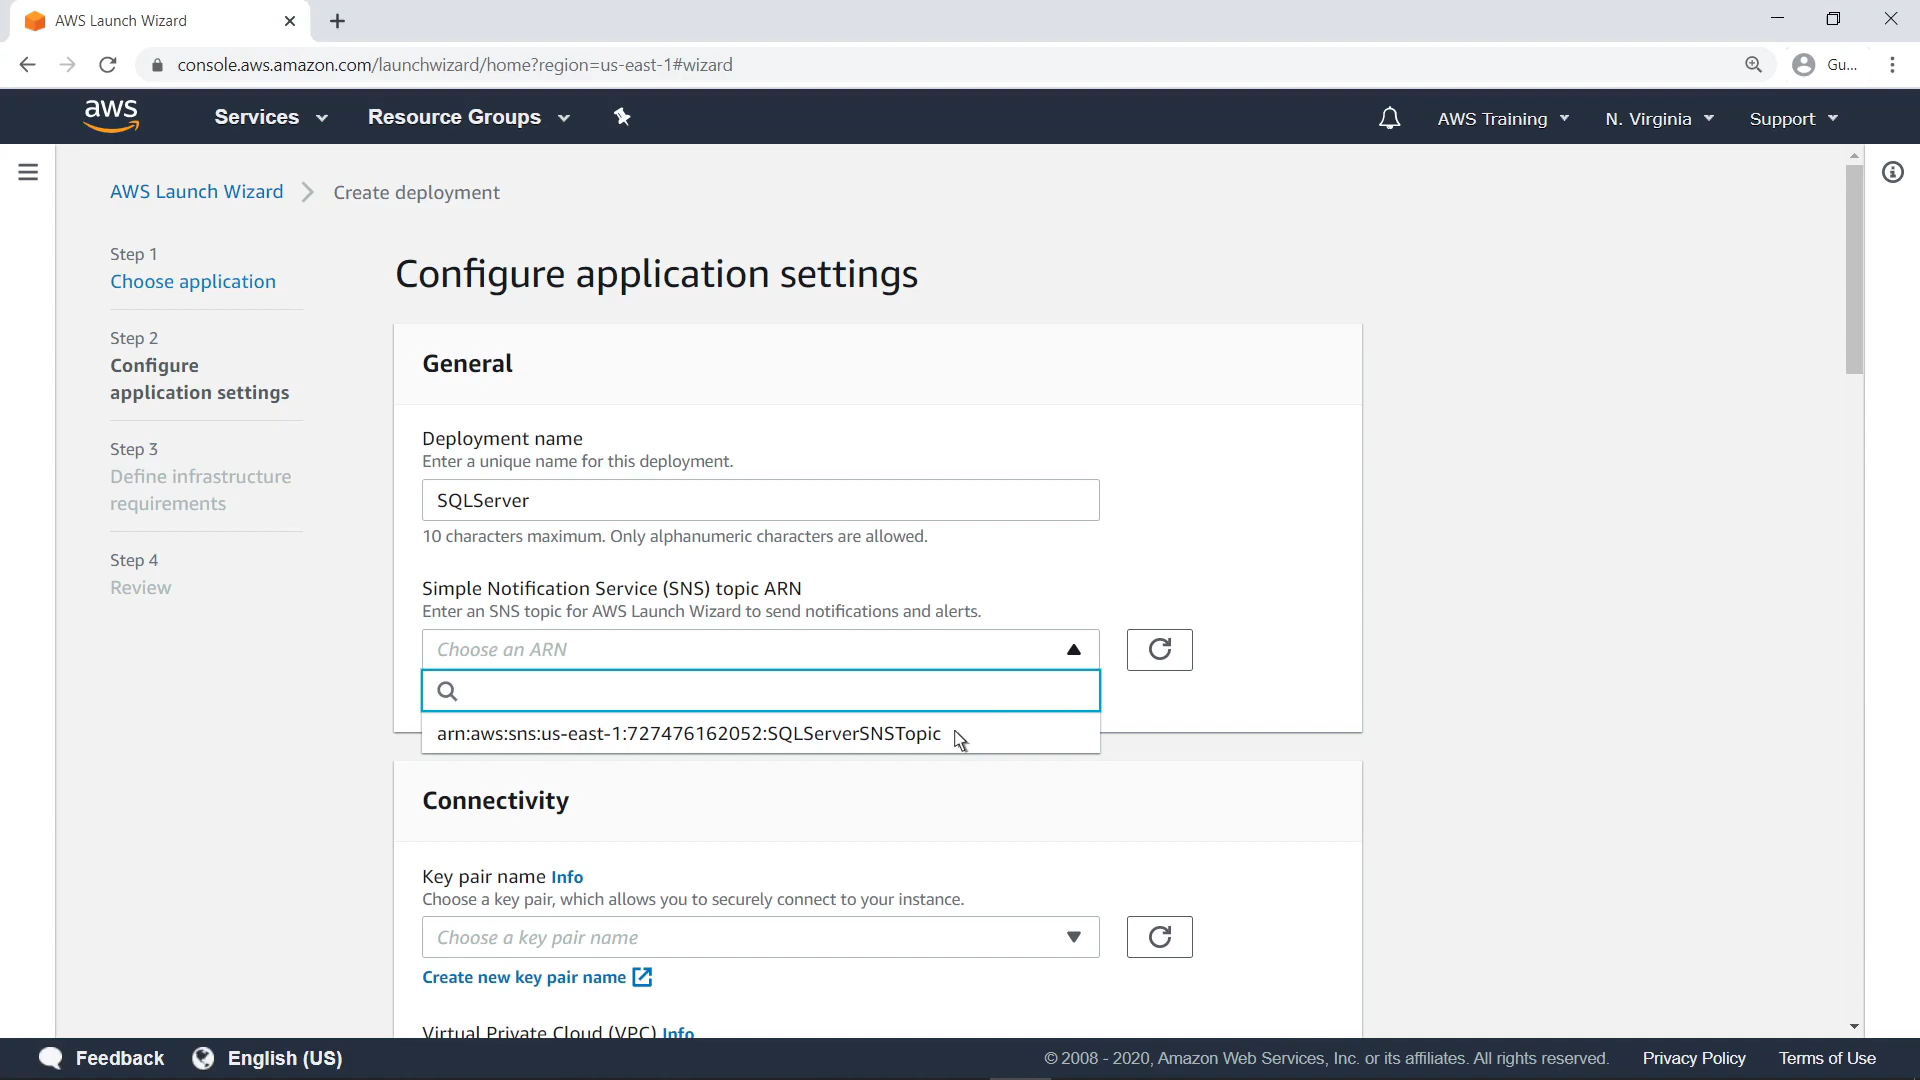 AWS Launch Wizard
console.aws.amazon.com/launchwizard/home?region=us-east-1#wizard
Gu...
aws
Services
Resource Groups
AWS Training
N. Virginia
Support
AWS Launch Wizard
Create deployment
Step 1
Choose application
Step 2
Configure
application settings
Step 3
Define infrastructure
requirements
Step 4
Review
Configure application settings
General
Deployment name
Enter a unique name for this deployment.
SQLServer
10 characters maximum. Only alphanumeric characters are allowed.
Simple Notification Service (SNS) topic ARN
Enter an SNS topic for AWS Launch Wizard to send notifications and alerts.
Choose an ARN
arn:aws:sns:us-east-1:727476162052:SQLServerSNSTopic
Connectivity
Key pair name Info
Choose a key pair, which allows you to securely connect to your instance.
Choose a key pair name
Create new key pair name
Virtual Private Cloud (VPC) Info
Feedback
English (US)
© 2008 - 2020, Amazon Web Services, Inc. or its affiliates. All rights reserved.
Privacy Policy
Terms of Use